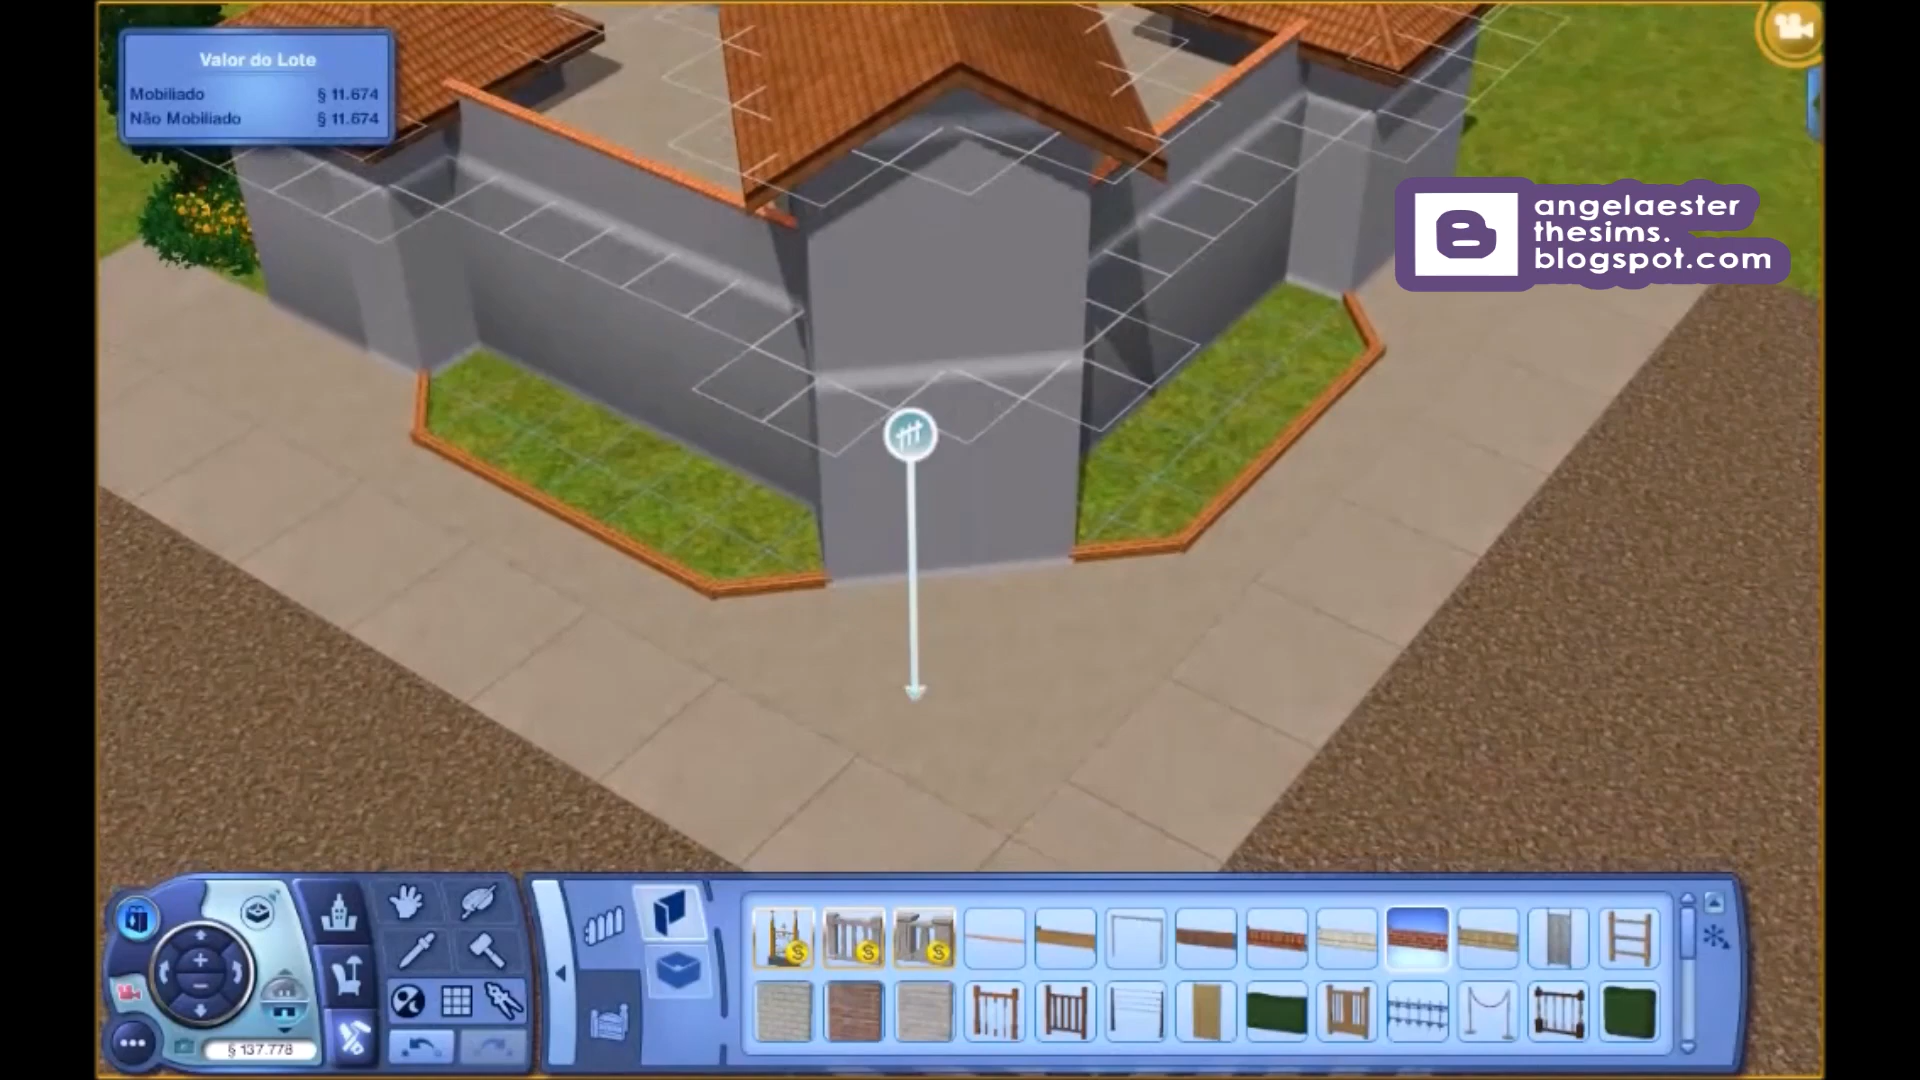 Valor do Lote
Mobiliado § 11.674
Não Mobiliado § 11.674
angelaester
thesims.
blogspot.com
§ 137.778